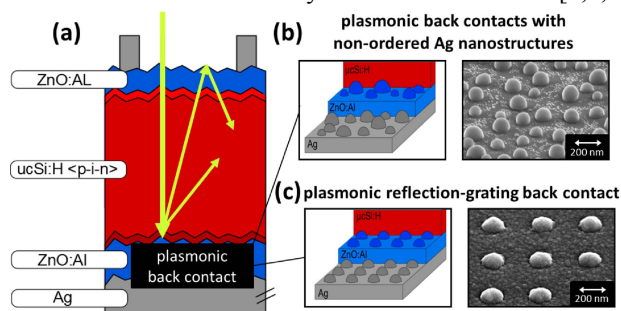 (a)
ZnO:AL
ucSi:H <p-i-n>
ZnO:Al
Ag
plasmonic
back contact
(b)
plasmonic back contacts with
non-ordered Ag nanostructures
ucSi:H
ZnO:Al
Ag
200 nm
(c)
plasmonic reflection-grating back contact
ucSi:H
ZnO:Al
Ag
200 nm